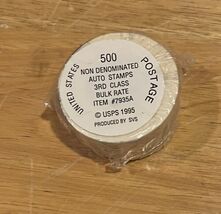 UNITED STATES
POSTAGE
500
NON DENOMINATED
AUTO STAMPS
3RD CLASS
BULK RATE
ITEM #7935A
© USPS 1995
PRODUCED BY SVS